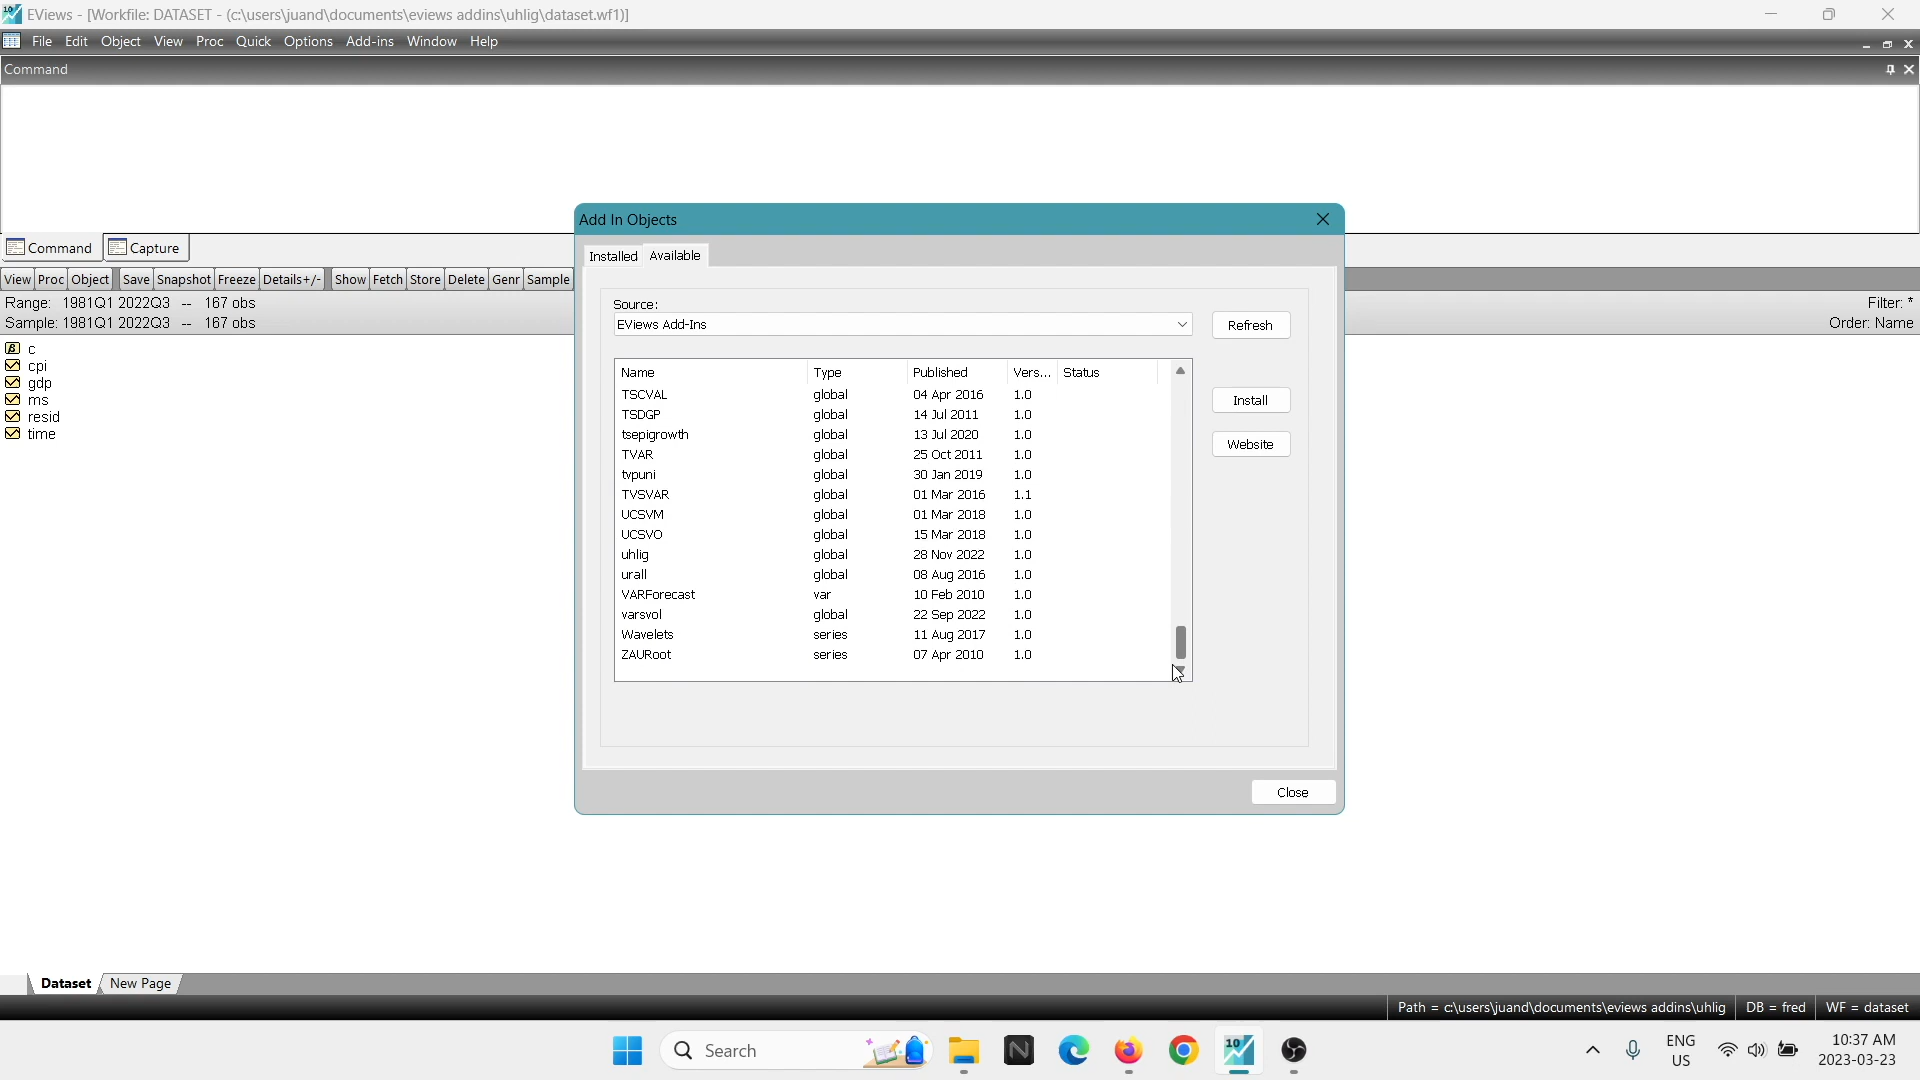 EViews - [Workfile: DATASET - (c:\users\juand\documents\eviews addins\uhlig\dataset.wf1)]
File Edit Object View Proc Quick Options Add-ins Window Help
Command
Command Capture
View Proc Object Save Snapshot Freeze Details+/- Show Fetch Store Delete Genr Sample
Range: 1981Q1 2022Q3 -- 167 obs Filter: *
Sample: 1981Q1 2022Q3 -- 167 obs Order: Name
c
cpi
gdp
ms
resid
time
Add In Objects
Installed Available
Source:
EViews Add-Ins Refresh
Name Type Published Vers... Status
TSCVAL global 04 Apr 2016 1.0
TSDGP global 14 Jul 2011 1.0
tsepigrowth global 13 Jul 2020 1.0
TVAR global 25 Oct 2011 1.0
tvpuni global 30 Jan 2019 1.0
TVSVAR global 01 Mar 2016 1.1
UCSVM global 01 Mar 2018 1.0
UCSVO global 15 Mar 2018 1.0
uhlig global 28 Nov 2022 1.0
urall global 08 Aug 2016 1.0
VARForecast var 10 Feb 2010 1.0
varsvol global 22 Sep 2022 1.0
Wavelets series 11 Aug 2017 1.0
ZAURoot series 07 Apr 2010 1.0
Install
Website
Close
Dataset New Page
Path = c:\users\juand\documents\eviews addins\uhlig DB = fred WF = dataset
Search
10
ENG
US
10:37 AM
2023-03-23